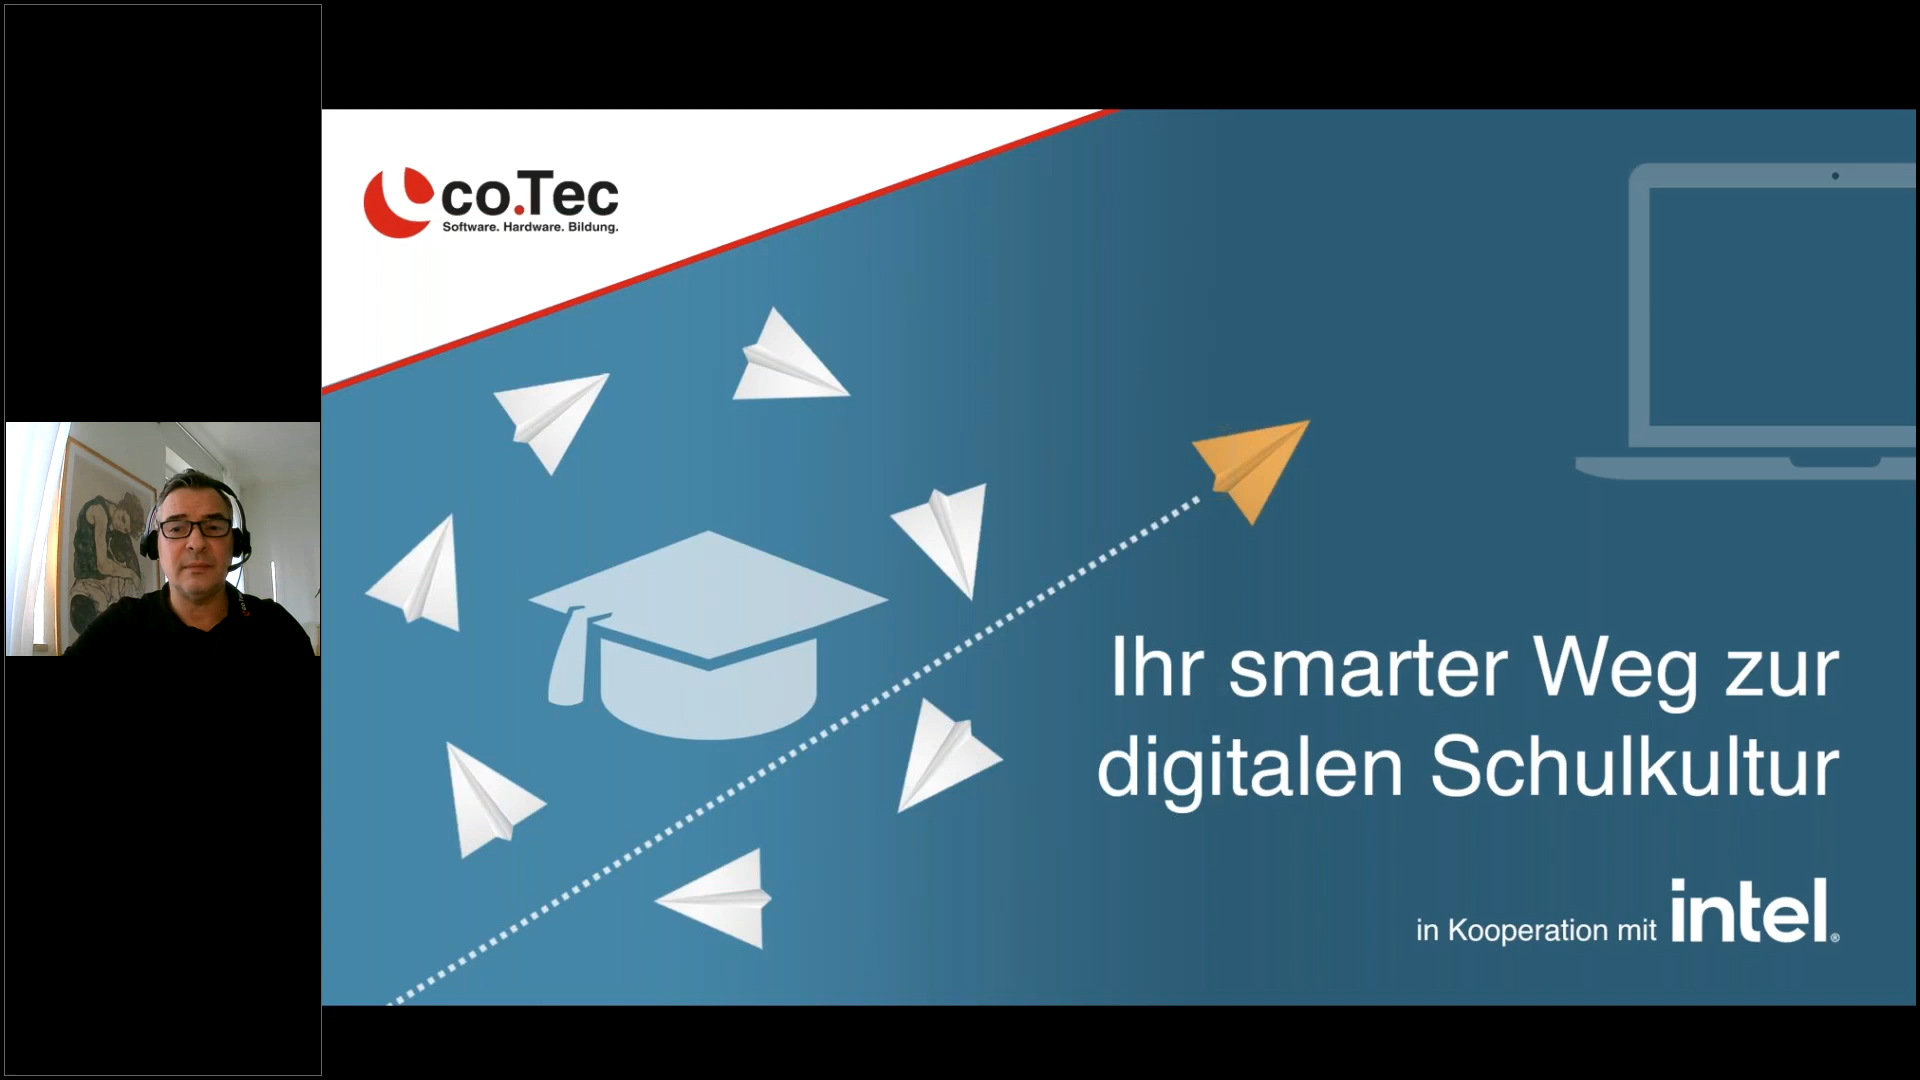 co.Tec
Software. Hardware. Bildung.
Ihr smarter Weg zur
digitalen Schulkultur
in Kooperation mit intel®